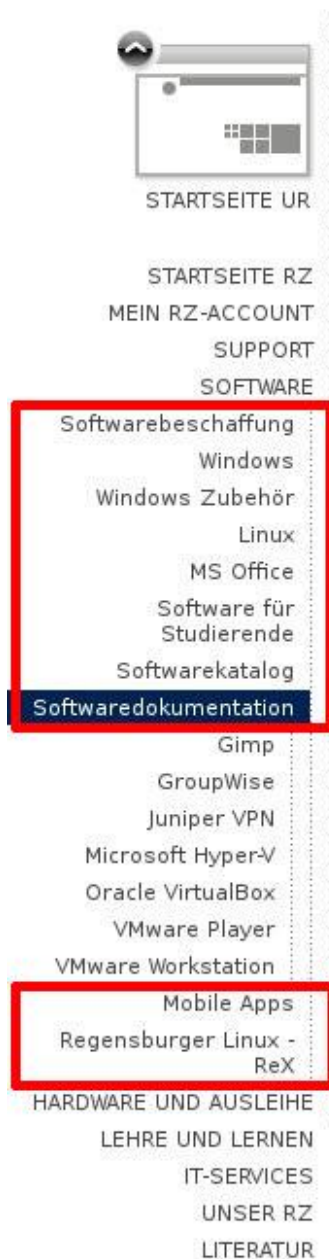 STARTSEITE UR
STARTSEITE RZ
MEIN RZ-ACCOUNT
SUPPORT
SOFTWARE
Softwarebeschaffung
Windows
Windows Zubehör
Linux
MS Office
Software für
Studierende
Softwarekatalog
Softwaredokumentation
Gimp
GroupWise
Juniper VPN
Microsoft Hyper-V
Oracle VirtualBox
VMware Player
VMware Workstation
Mobile Apps
Regensburger Linux -
ReX
HARDWARE UND AUSLEIHE
LEHRE UND LERNEN
IT-SERVICES
UNSER RZ
LITERATUR